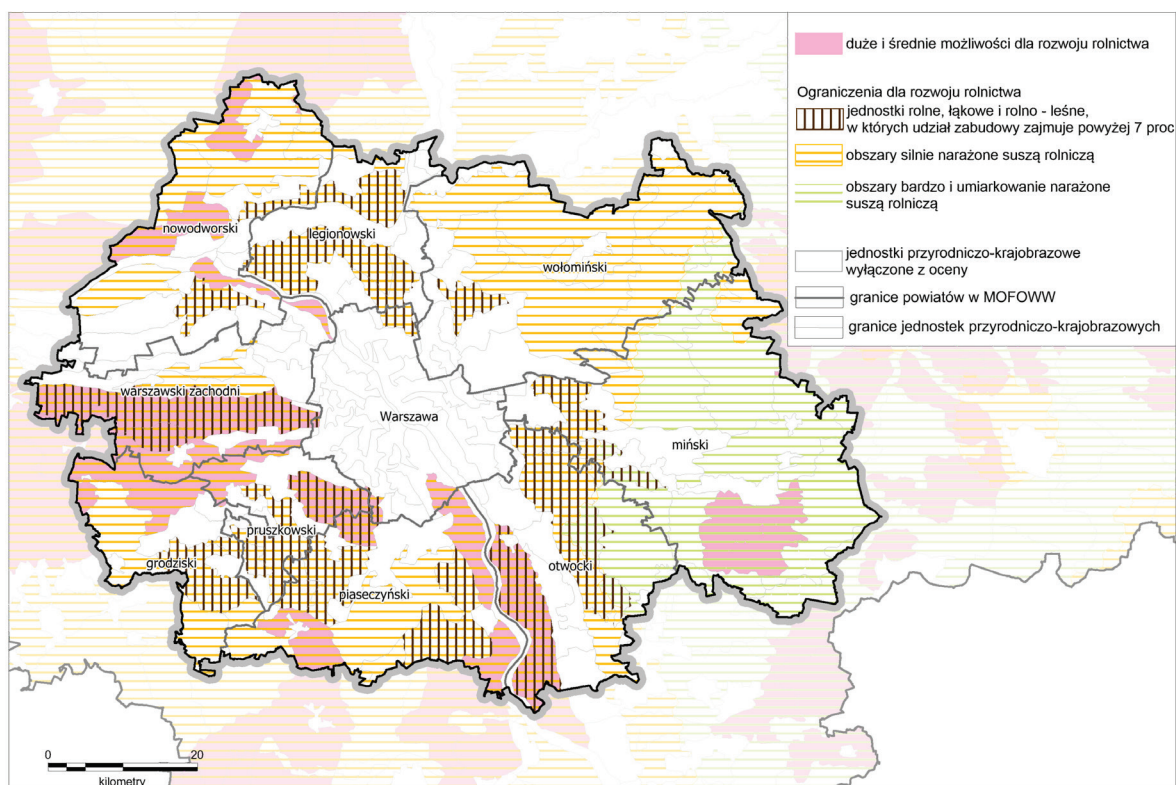 duże i średnie możliwości dla rozwoju rolnictwa
Ograniczenia dla rozwoju rolnictwa
jednostki rolne, łąkowe i rolno - leśne,
w których udział zabudowy zajmuje powyżej 7 proc
obszary silnie narażone suszą rolniczą
obszary bardzo i umiarkowanie narażone
suszą rolniczą
jednostki przyrodniczo-krajobrazowe
wyłączone z oceny
granice powiatów w MOFOWW
granice jednostek przyrodniczo-krajobrazowych
nowodworski
legionowski
wołomiński
warszawski zachodni
Warszawa
miński
pruszkowski
grodziski
otwocki
piaseczyński
0 20
kilometry